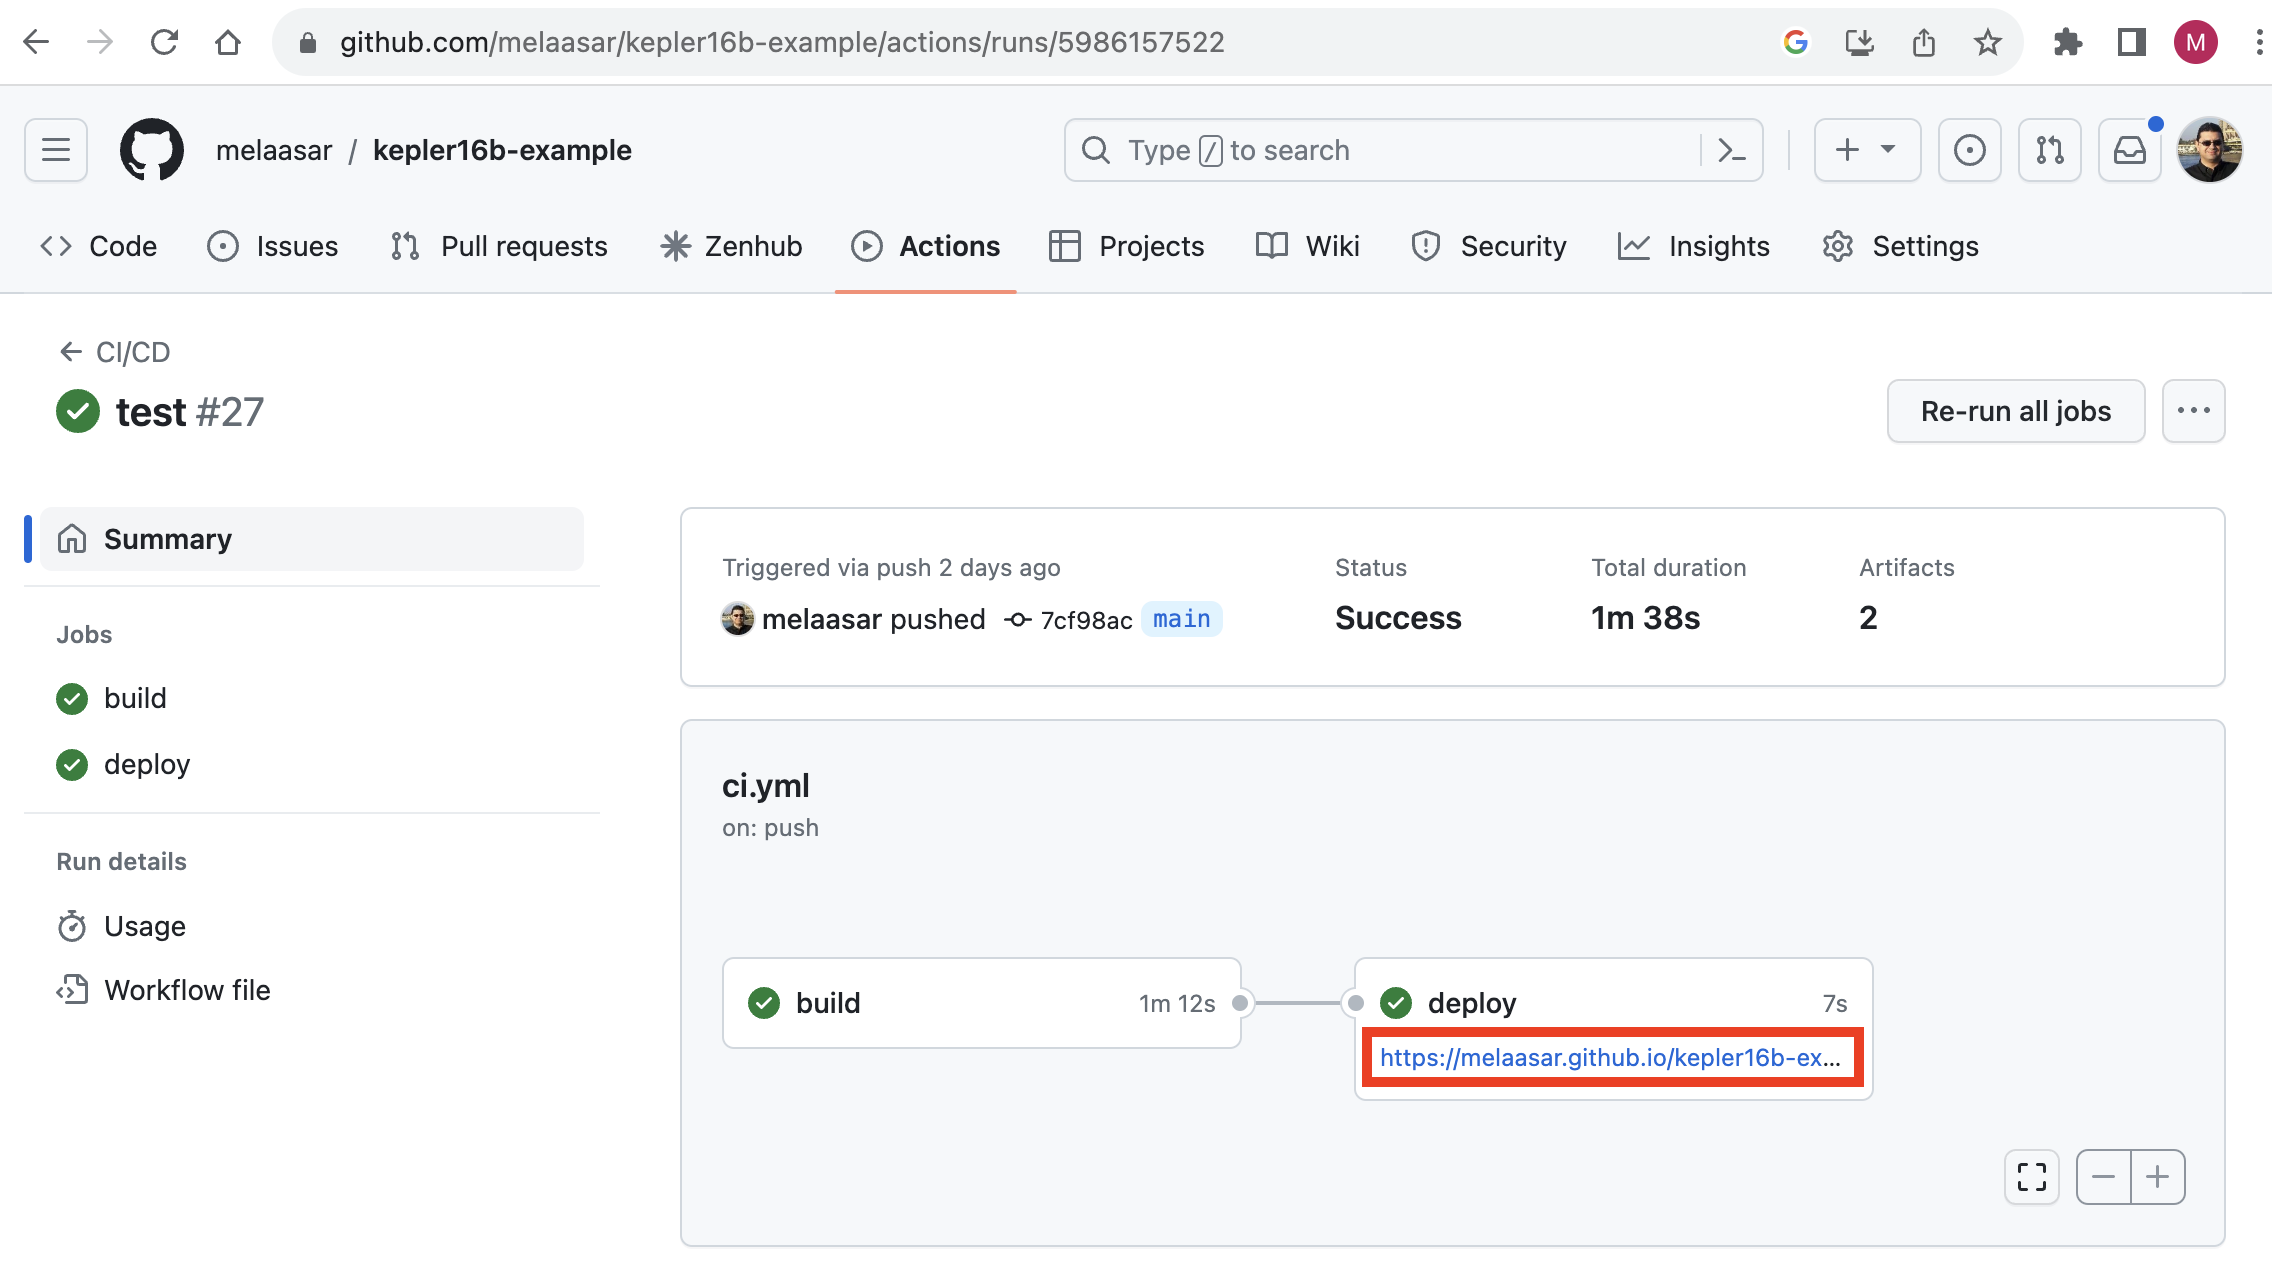 github.com/melaasar/kepler16b-example/actions/runs/5986157522
M
melaasar / kepler16b-example
Type / to search
Code Issues Pull requests Zenhub Actions Projects Wiki Security Insights Settings
CI/CD
test #27
Re-run all jobs
Summary
Jobs
build
deploy
Run details
Usage
Workflow file
Triggered via push 2 days ago
melaasar pushed 7cf98ac main
Status
Success
Total duration
1m 38s
Artifacts
2
ci.yml
on: push
build 1m 12s
deploy 7s
https://melaasar.github.io/kepler16b-ex...